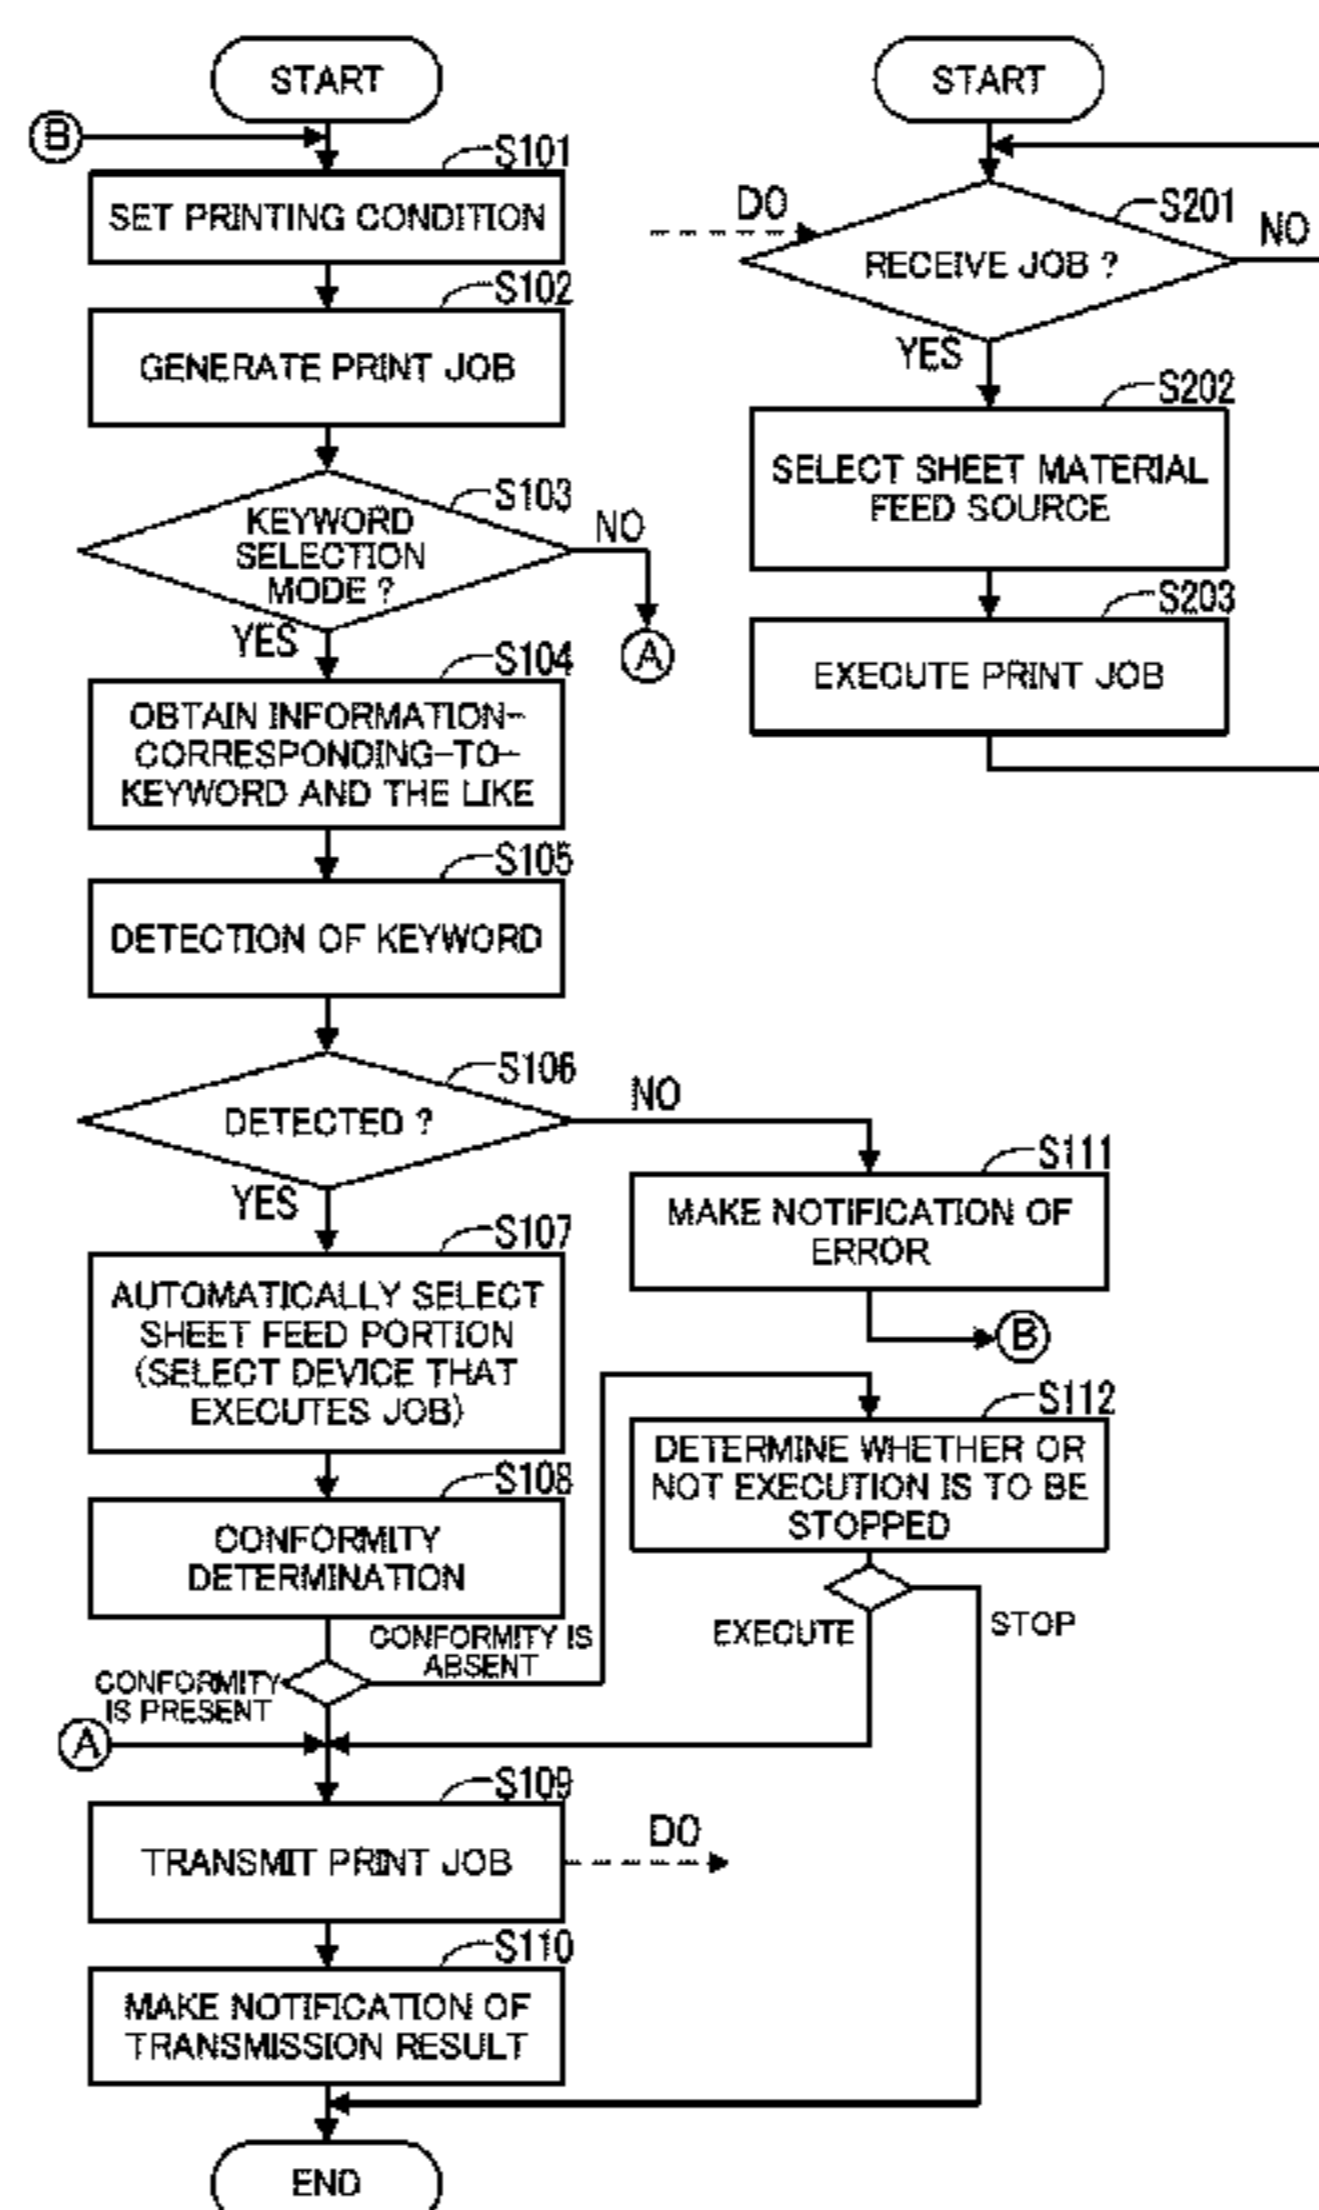 START
B
S101
SET PRINTING CONDITION
S102
GENERATE PRINT JOB
S103
KEYWORD
SELECTION
MODE ?
NO
A
YES
S104
OBTAIN INFORMATION-
CORRESPONDING-TO-
KEYWORD AND THE LIKE
S105
DETECTION OF KEYWORD
S106
DETECTED ?
NO
YES
S111
MAKE NOTIFICATION OF
ERROR
B
S107
AUTOMATICALLY SELECT
SHEET FEED PORTION
(SELECT DEVICE THAT
EXECUTES JOB)
S108
CONFORMITY
DETERMINATION
CONFORMITY IS
ABSENT
CONFORMITY
IS PRESENT
S112
DETERMINE WHETHER OR
NOT EXECUTION IS TO BE
STOPPED
EXECUTE
STOP
A
S109
TRANSMIT PRINT JOB
DO
S110
MAKE NOTIFICATION OF
TRANSMISSION RESULT
END
START
DO
S201
RECEIVE JOB ?
NO
YES
S202
SELECT SHEET MATERIAL
FEED SOURCE
S203
EXECUTE PRINT JOB